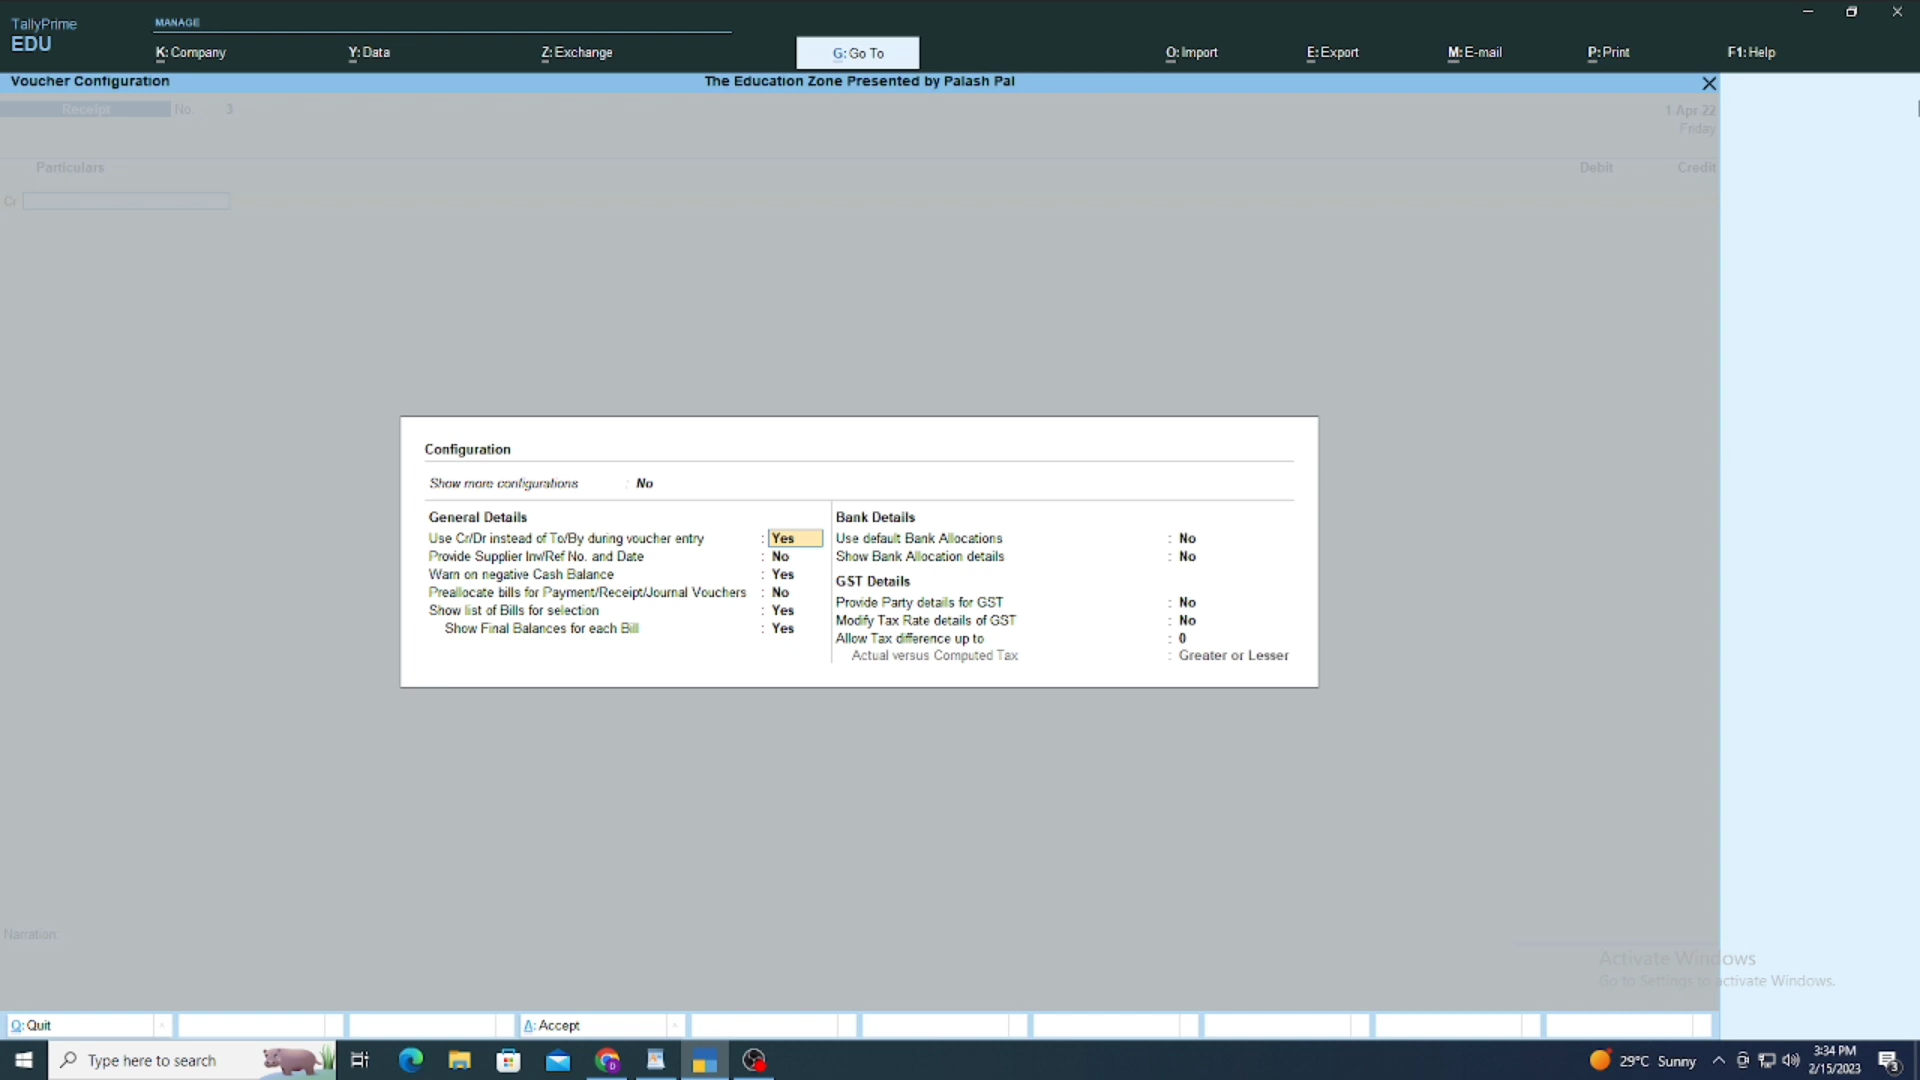 TallyPrime
EDU
MANAGE
K: Company
Y: Data
Z: Exchange
G: Go To
O: Import
E: Export
M: E-mail
P: Print
F1: Help
Voucher Configuration
The Education Zone Presented by Palash Pal
Receipt No. 3
1-Apr-22
Friday
Particulars
Debit Credit
Cr
Configuration
Show more configurations : No
General Details
Use Cr/Dr instead of To/By during voucher entry : Yes
Provide Supplier Inv/Ref No. and Date : No
Warn on negative Cash Balance : Yes
Preallocate bills for Payment/Receipt/Journal Vouchers : No
Show list of Bills for selection : Yes
Show Final Balances for each Bill : Yes
Bank Details
Use default Bank Allocations : No
Show Bank Allocation details : No
GST Details
Provide Party details for GST : No
Modify Tax Rate details of GST : No
Allow Tax difference up to : 0
Actual versus Computed Tax : Greater or Lesser
Narration:
Activate Windows
Go to Settings to activate Windows.
Q: Quit
A: Accept
Type here to search
29°C Sunny
3:34 PM
2/15/2023
3